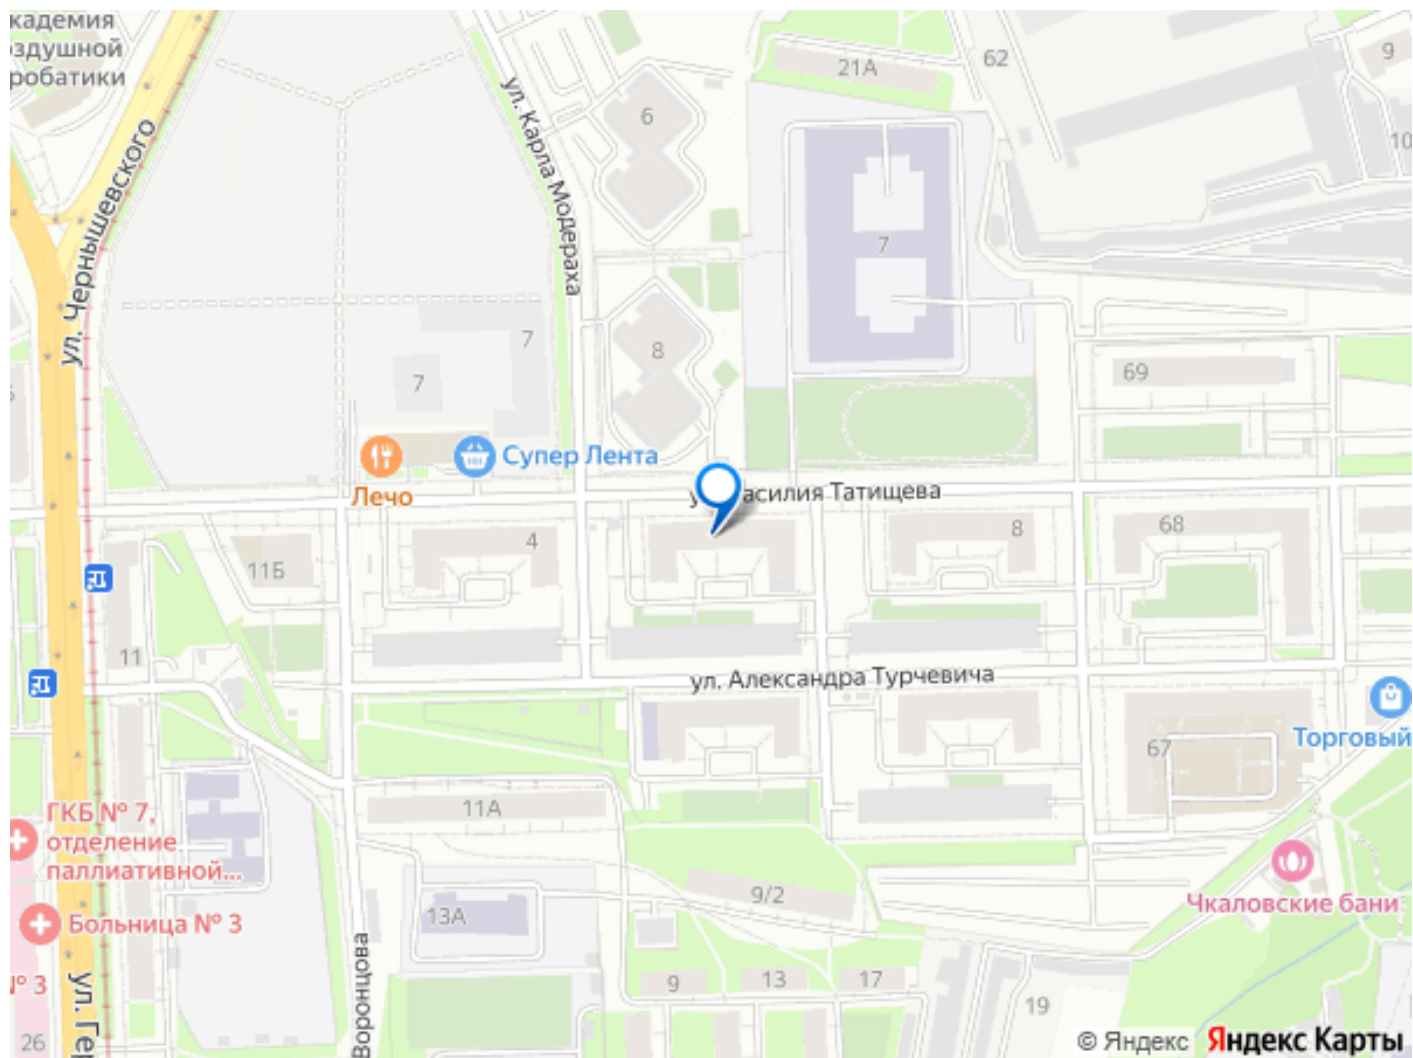 кадемия
здушной
робатики
62
9
21А
6
10
ул. Карла Модераха
ул. Чернышевского
7
7
8
7
69
Супер Лента
Лечо
асилия Татищева
4
8
68
11Б
11
ул. Александра Турчевича
Торговый
67
11А
ГКБ № 7,
отделение
паллиативной...
9/2
Чкаловские бани
13А
Больница № 3
Воронцова
№ 3
ул. Ге
9
13
17
19
26
© Яндекс Яндекс Карты